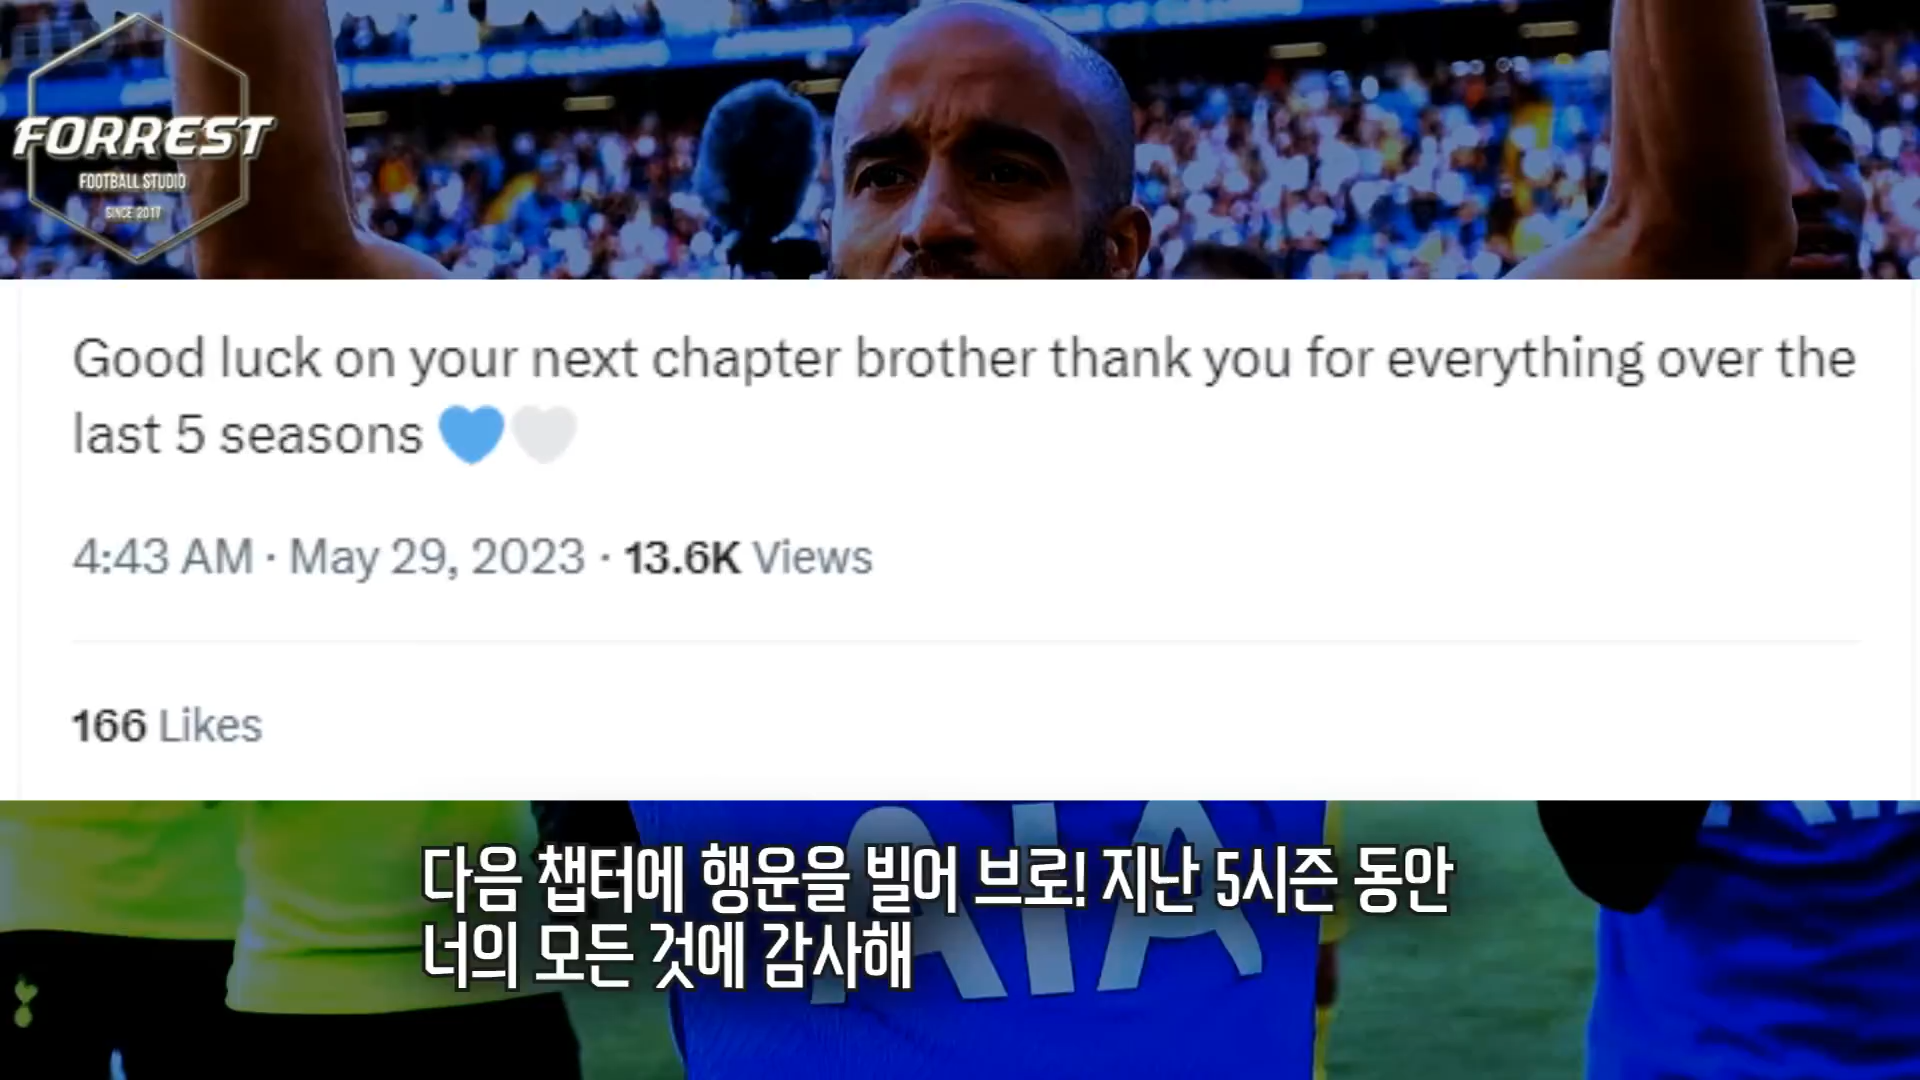 FORREST
FOOTBALL STUDIO
SINCE 2017
Good luck on your next chapter brother thank you for everything over the
last 5 seasons 💙🤍
4:43 AM · May 29, 2023 · 13.6K Views
166 Likes
AIA
다음 챕터에 행운을 빌어 브로! 지난 5시즌 동안
너의 모든 것에 감사해